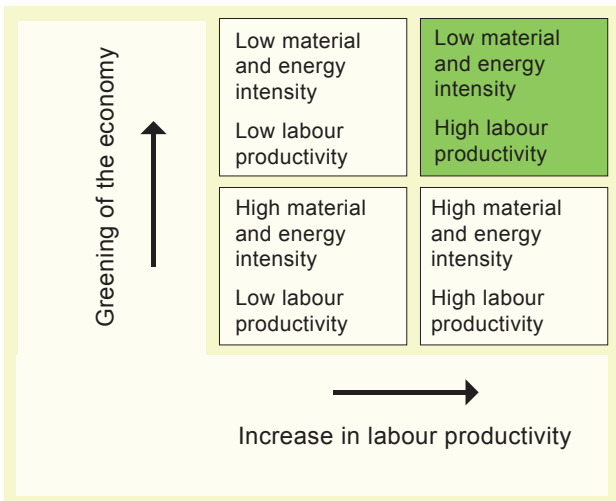 Greening of the economy
Low material
and energy
intensity
Low labour
productivity
Low material
and energy
intensity
High labour
productivity
High material
and energy
intensity
Low labour
productivity
High material
and energy
intensity
High labour
productivity
Increase in labour productivity